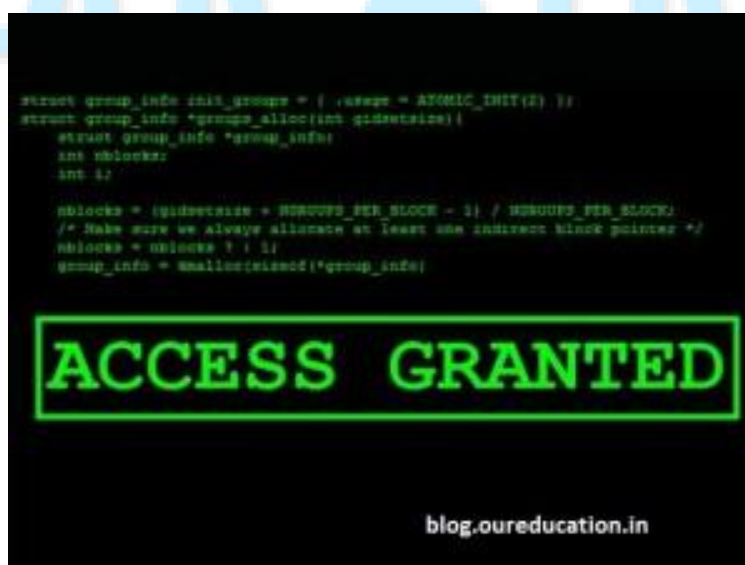 struct group_info init_groups = { .usage = ATOMIC_INIT(2) };
struct group_info *groups_alloc(int gidsetsize){
struct group_info *group_info;
int nblocks;
int i;
nblocks = (gidsetsize + NGROUPS_PER_BLOCK - 1) / NGROUPS_PER_BLOCK;
/* Make sure we always allocate at least one indirect block pointer */
nblocks = nblocks ? : 1;
group_info = kmalloc(sizeof(*group_info)
ACCESS GRANTED
blog.oureducation.in